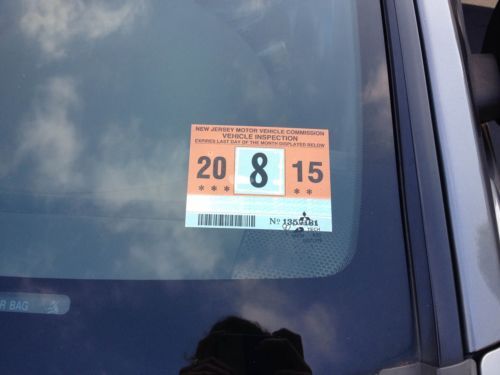 NEW JERSEY MOTOR VEHICLE COMMISSION
VEHICLE INSPECTION
EXPIRES LAST DAY OF THE MONTH DISPLAYED BELOW
20 8 15
* * * * *
No
R BAG